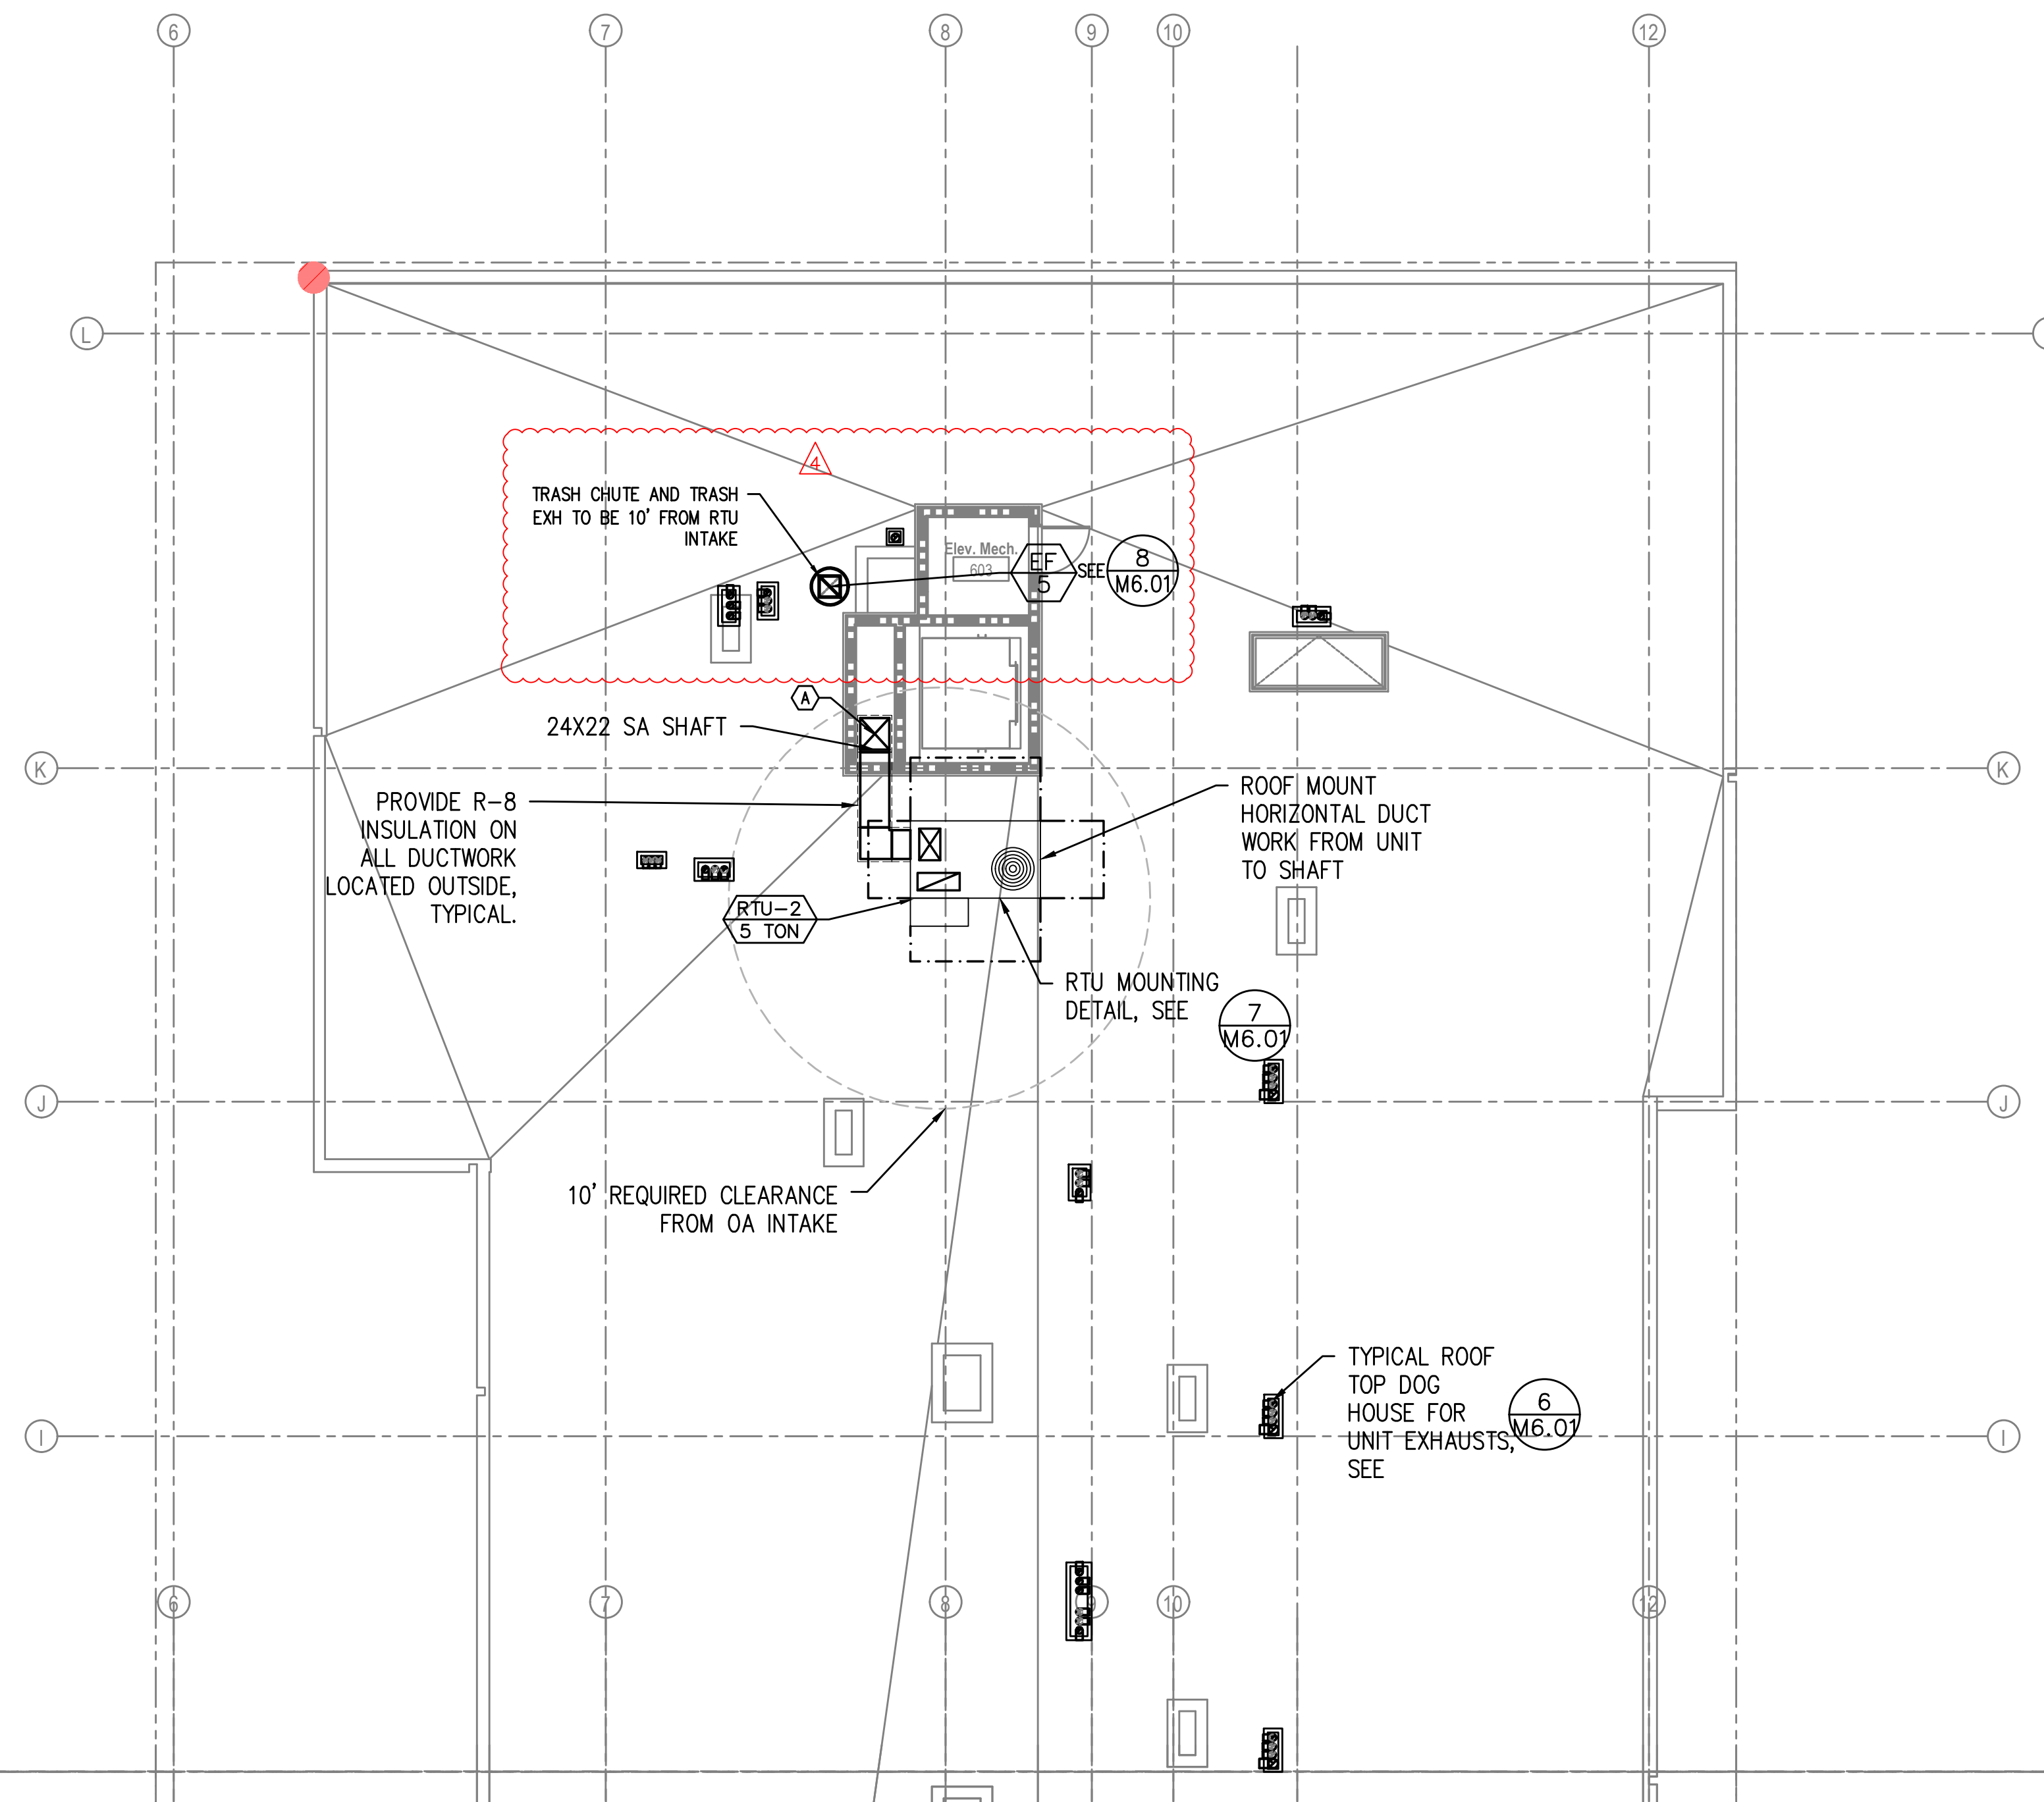 6 7 8 9 10 12
L
4
TRASH CHUTE AND TRASH
EXH TO BE 10' FROM RTU
INTAKE
Elev. Mech.
603
EF
5
SEE
8
M6.01
A
24X22 SA SHAFT
K
K
PROVIDE R-8
INSULATION ON
ALL DUCTWORK
LOCATED OUTSIDE,
TYPICAL.
ROOF MOUNT
HORIZONTAL DUCT
WORK FROM UNIT
TO SHAFT
RTU-2
5 TON
RTU MOUNTING
DETAIL, SEE
7
M6.01
J
J
10' REQUIRED CLEARANCE
FROM OA INTAKE
TYPICAL ROOF
TOP DOG
HOUSE FOR
UNIT EXHAUSTS,
SEE
6
M6.01
I
I
6 7 8 9 10 12